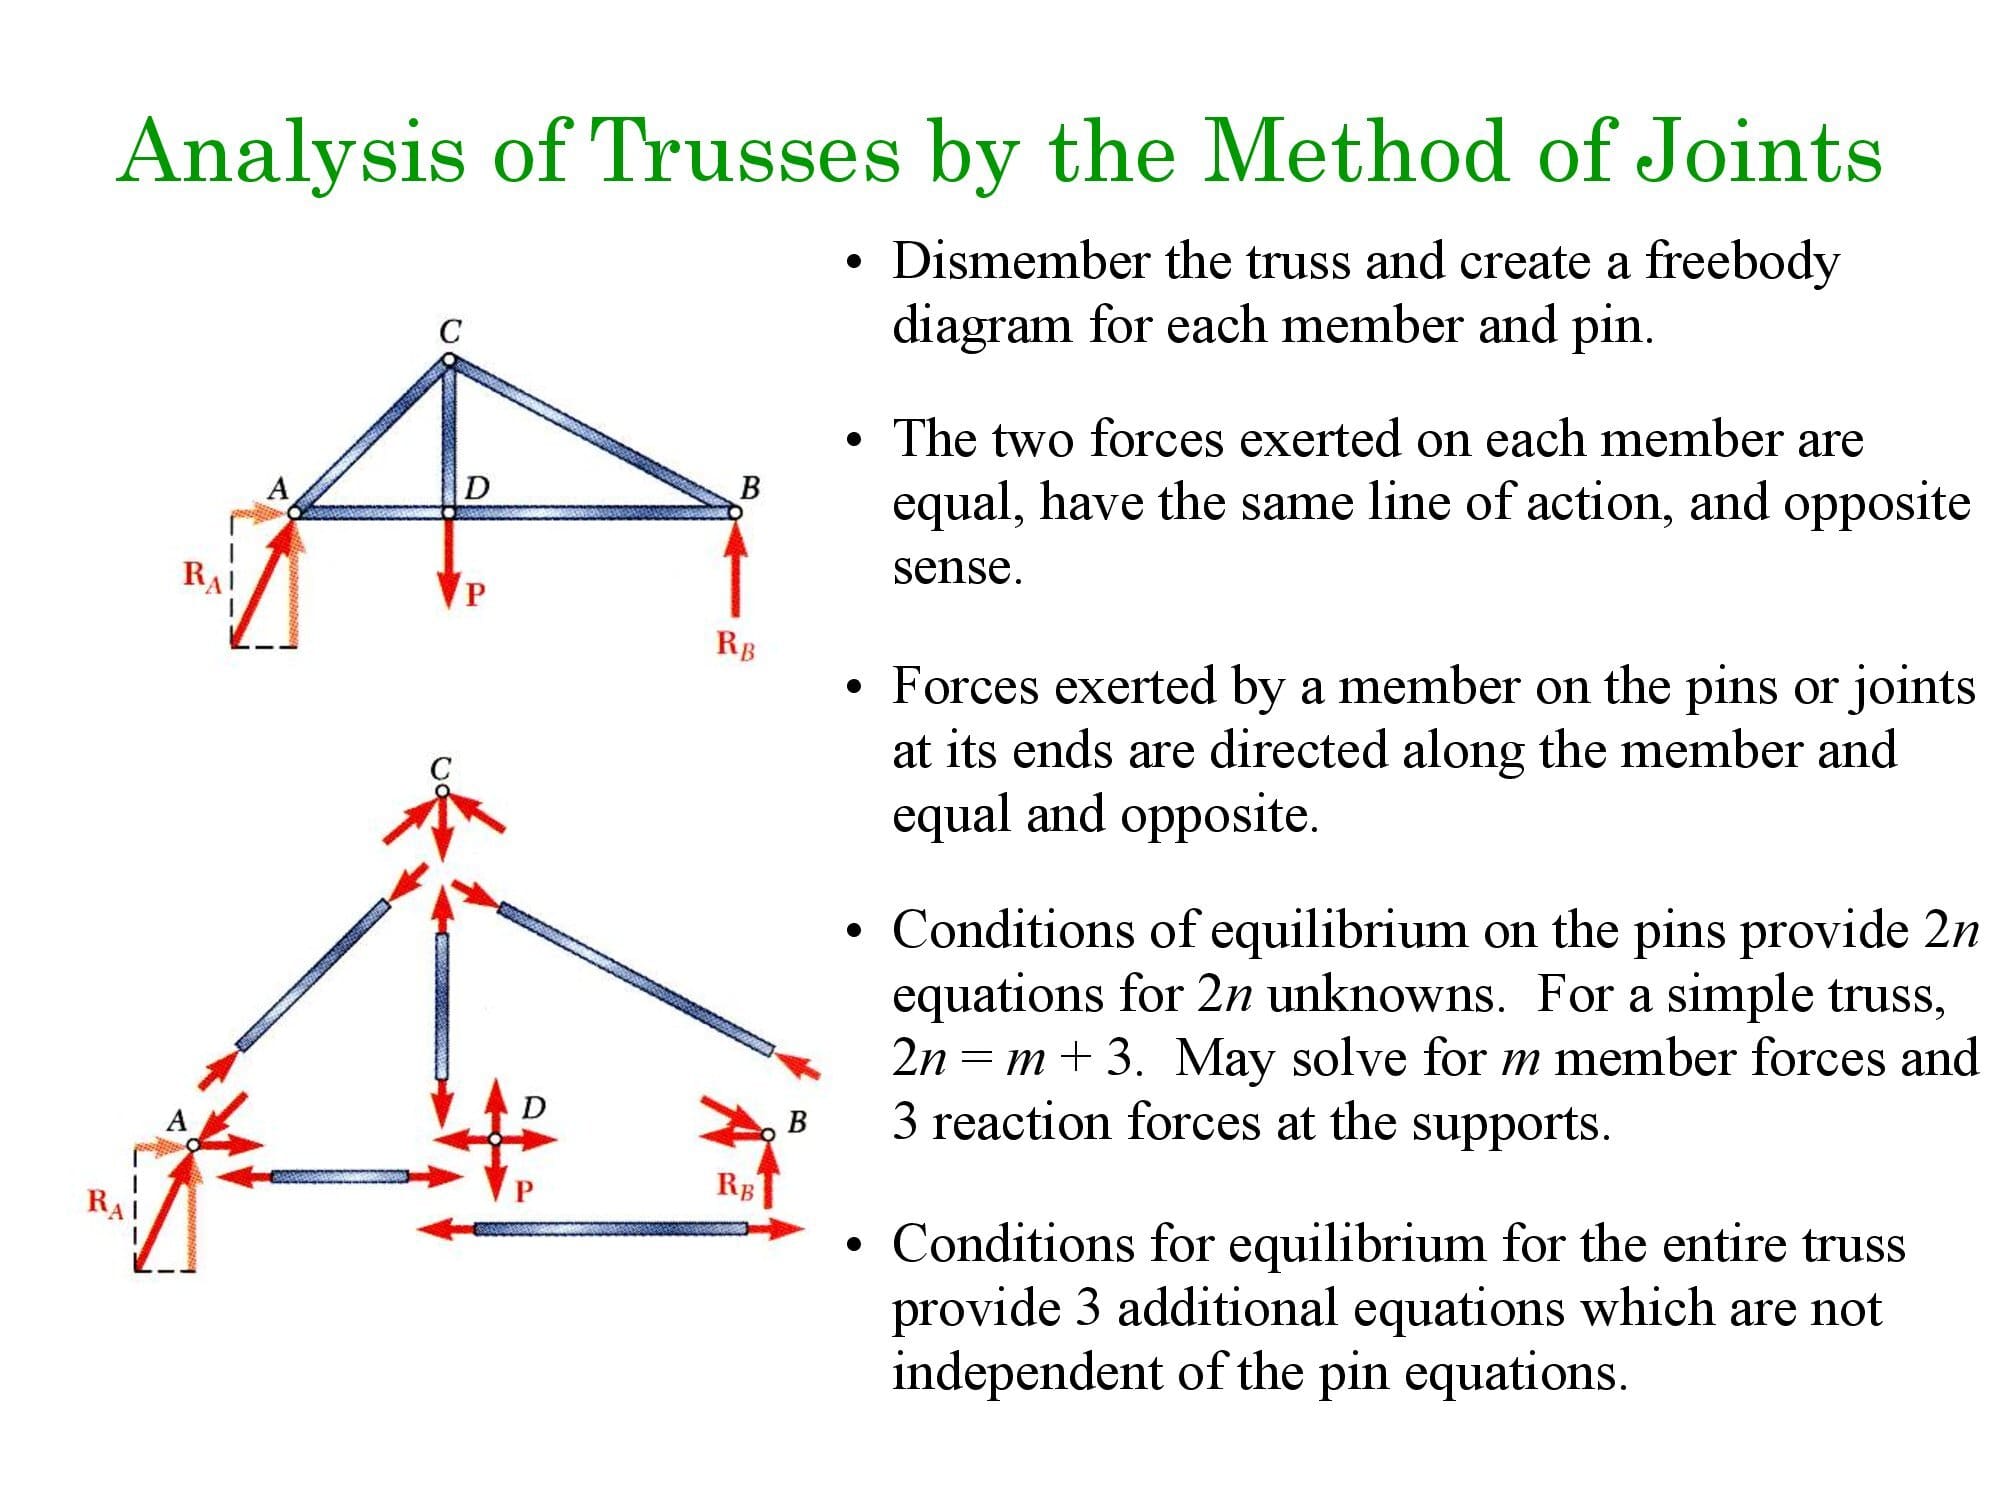 Analysis of Trusses by the Method of Joints
• Dismember the truss and create a freebody
diagram for each member and pin.
• The two forces exerted on each member are
equal, have the same line of action, and opposite
sense.
• Forces exerted by a member on the pins or joints
at its ends are directed along the member and
equal and opposite.
• Conditions of equilibrium on the pins provide 2n
equations for 2n unknowns. For a simple truss,
2n = m + 3. May solve for m member forces and
3 reaction forces at the supports.
• Conditions for equilibrium for the entire truss
provide 3 additional equations which are not
independent of the pin equations.
C
A
D
B
R_A
P
R_B
C
D
A
B
R_A
P
R_B